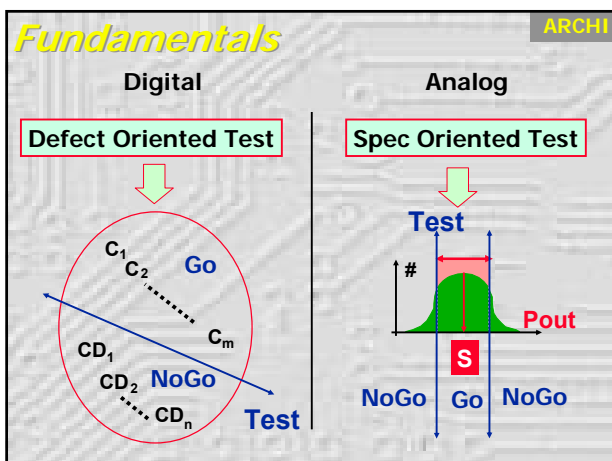 Fundamentals
ARCHI
Digital
Defect Oriented Test
C1
C2
Go
Cm
CD1
CD2
NoGo
CDn
Test
Analog
Spec Oriented Test
Test
#
Pout
S
NoGo Go NoGo